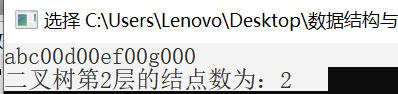 选择 C:\Users\Lenovo\Desktop\数据结构与
abc00d00ef00g000
二叉树第2层的结点数为：2